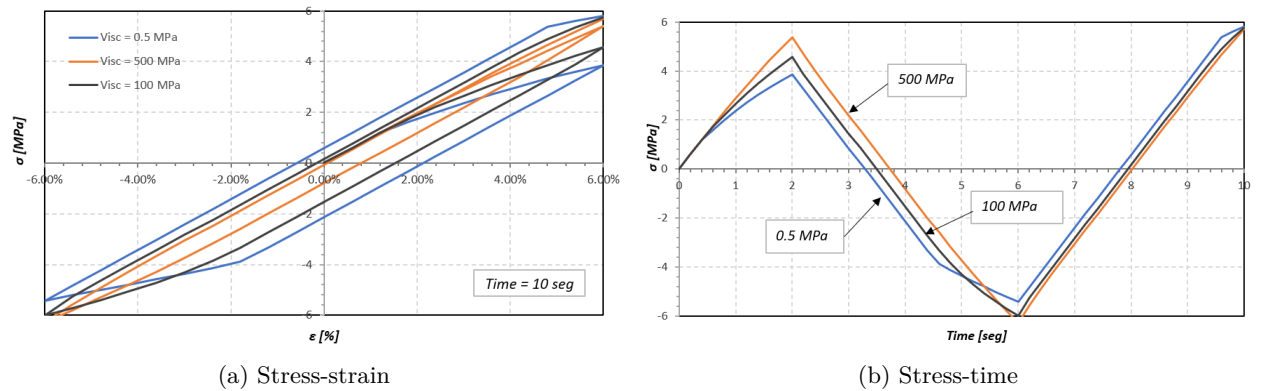 σ [MPa]
6
4
2
0
-2
-4
-6
-6.00%
-4.00%
-2.00%
0.00%
2.00%
4.00%
6.00%
Visc = 0.5 MPa
Visc = 500 MPa
Visc = 100 MPa
Time = 10 seg
ε [%]
(a) Stress-strain
σ [MPa]
6
4
2
0
-2
-4
-6
0
1
2
3
4
5
6
7
8
9
10
500 MPa
100 MPa
0.5 MPa
Time [seg]
(b) Stress-time